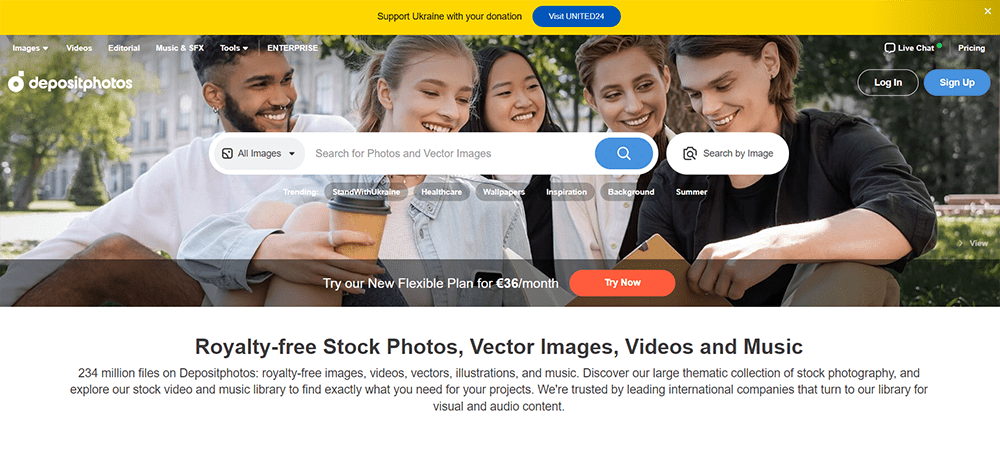 Support Ukraine with your donation
Visit UNITED24
Images
Videos
Editorial
Music & SFX
Tools
ENTERPRISE
Live Chat
Pricing
depositphotos
Log In
Sign Up
All Images
Search for Photos and Vector Images
Search by Image
Trending:
StandWithUkraine
Healthcare
Wallpapers
Inspiration
Background
Summer
View
Try our New Flexible Plan for €36/month
Try Now
Royalty-free Stock Photos, Vector Images, Videos and Music
234 million files on Depositphotos: royalty-free images, videos, vectors, illustrations, and music. Discover our large thematic collection of stock photography, and
explore our stock video and music library to find exactly what you need for your projects. We're trusted by leading international companies that turn to our library for
visual and audio content.